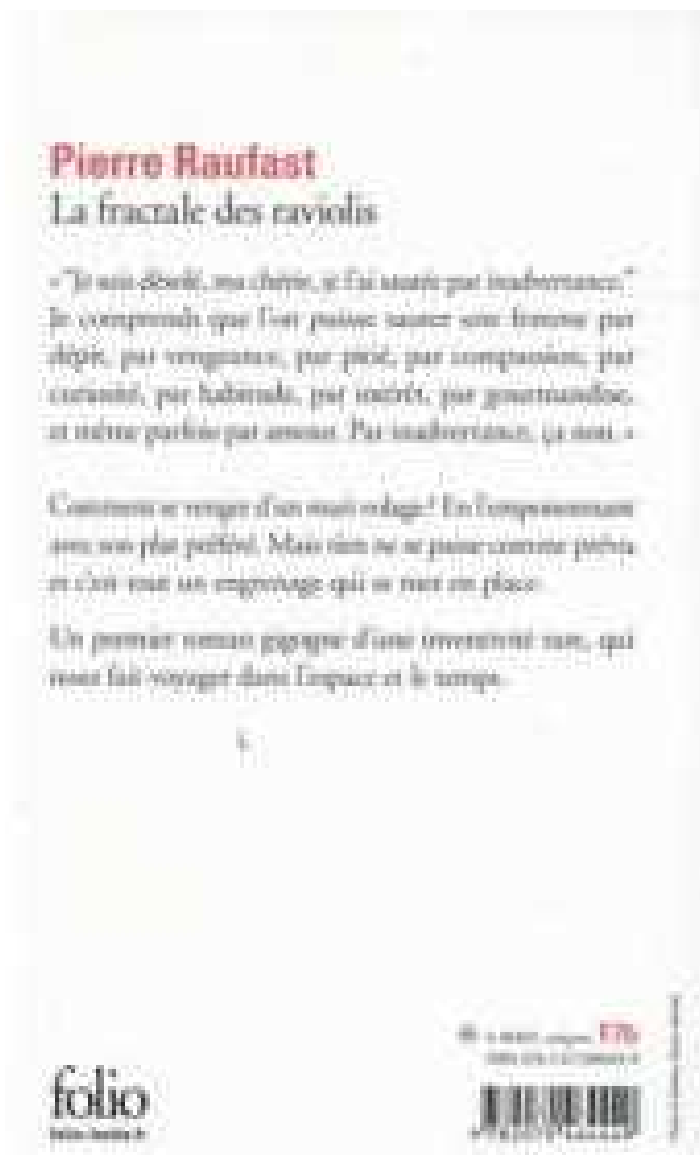 Pierre Raufast
La fractale des raviolis
« "Je suis désolé, ma chérie, je l'ai sautée par inadvertance."
Je comprends que l'on puisse sauter une femme par
dépit, par vengeance, par pitié, par compassion, par
curiosité, par habitude, par intérêt, par gourmandise,
et même parfois par amour. Par inadvertance, ça non. »
Comment se venger d'un mari volage ? En l'empoisonnant
avec son plat préféré. Mais rien ne se passe comme prévu
et c'est tout un engrenage qui se met en place.
Un premier roman gigogne d'une inventivité rare, qui
nous fait voyager dans l'espace et le temps.
folio